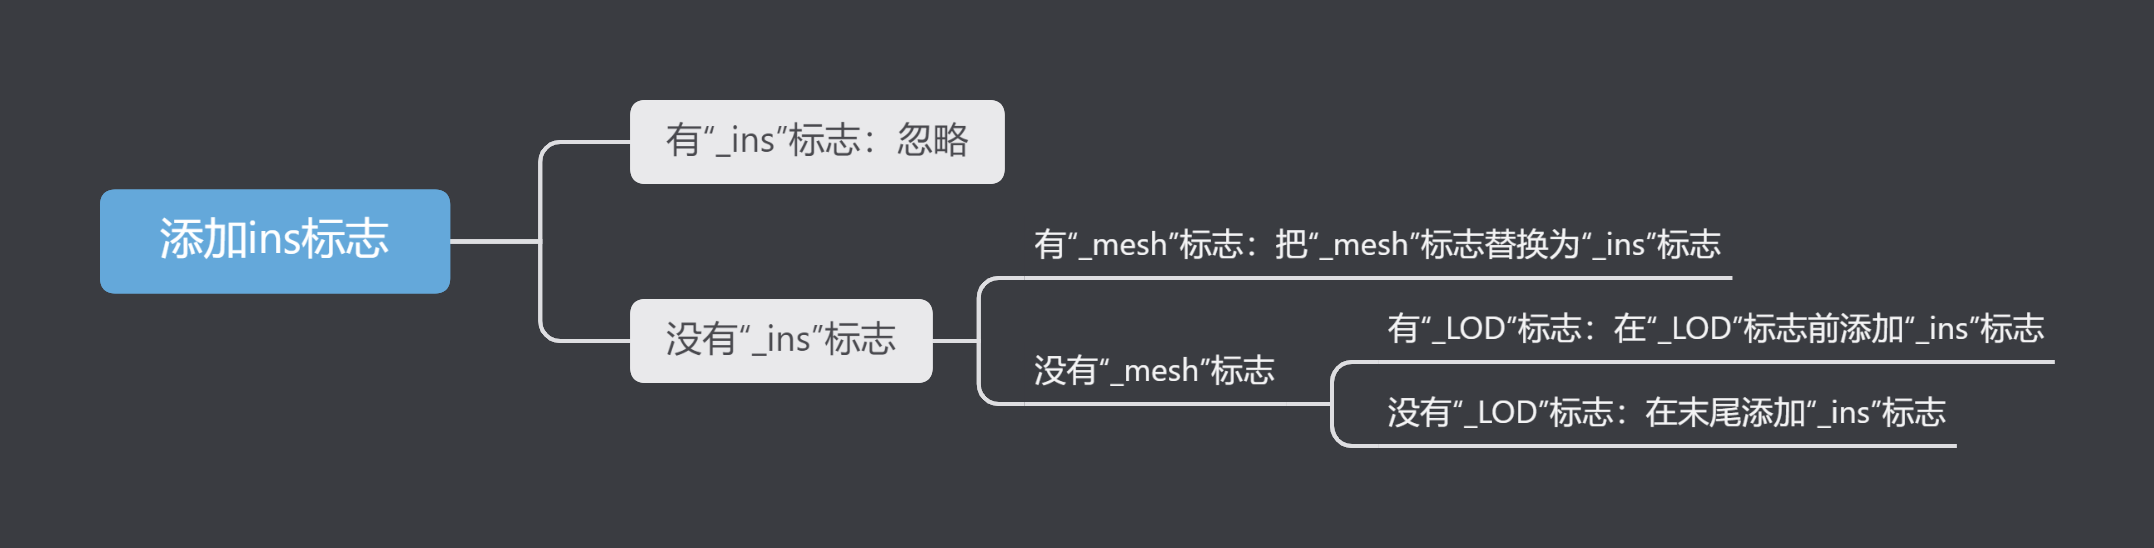 添加ins标志
有“_ins”标志：忽略
没有“_ins”标志
有“_mesh”标志：把“_mesh”标志替换为“_ins”标志
没有“_mesh”标志
有“_LOD”标志：在“_LOD”标志前添加“_ins”标志
没有“_LOD”标志：在末尾添加“_ins”标志